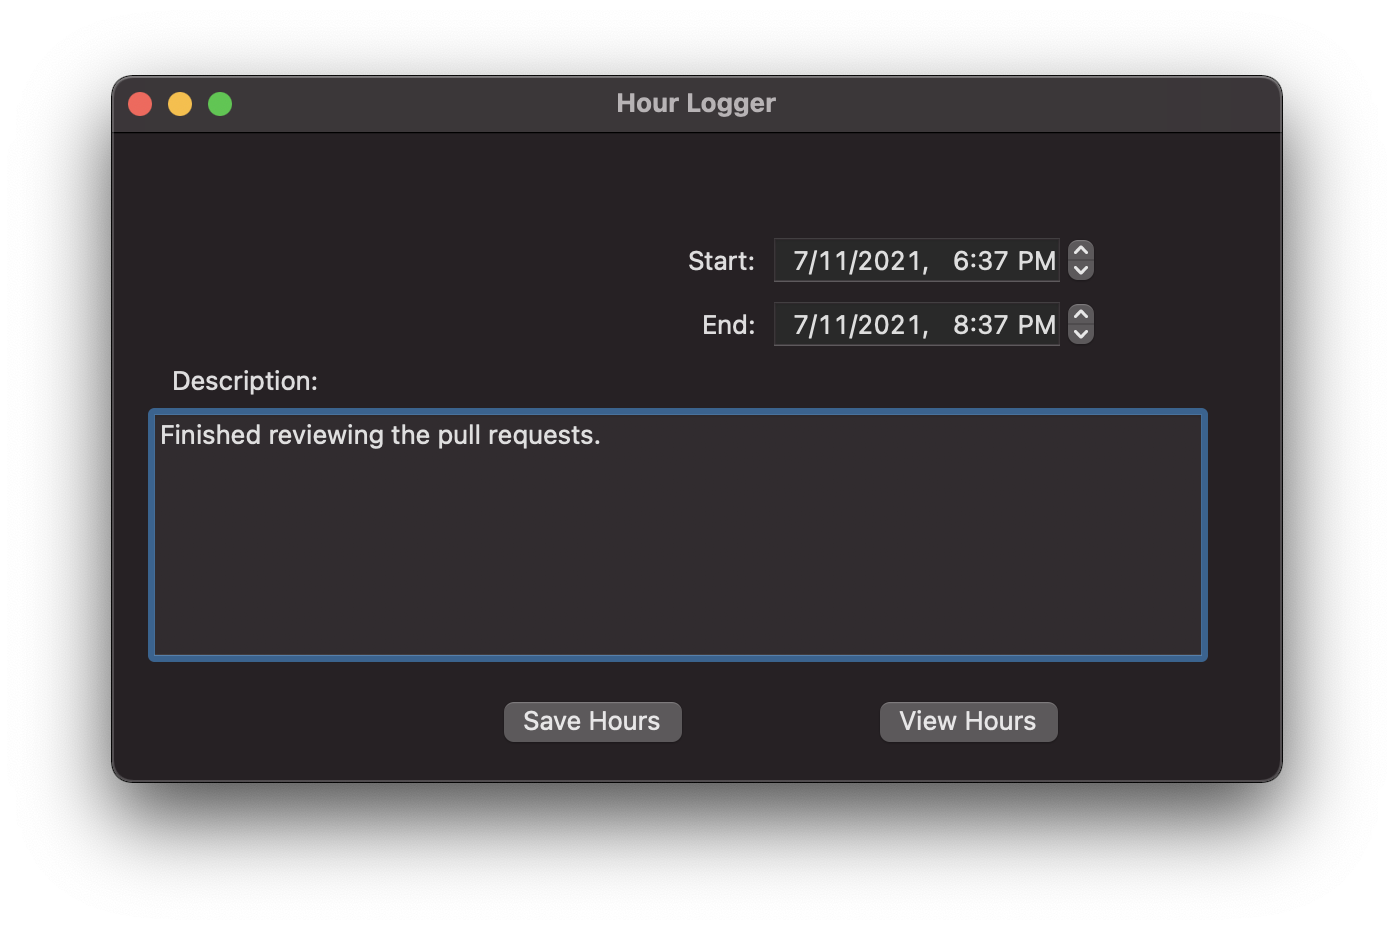 Hour Logger
Start: 7/11/2021, 6:37 PM
End: 7/11/2021, 8:37 PM
Description:
Finished reviewing the pull requests.
Save Hours View Hours